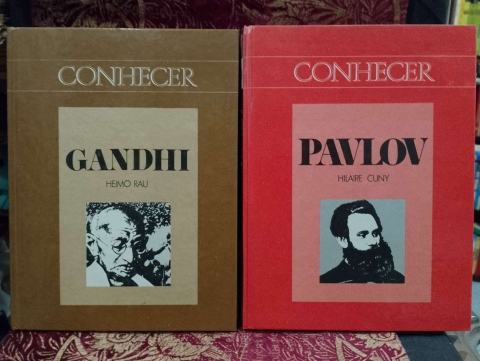 CONHECER
GANDHI
HEIMO RAU
CONHECER
PAVLOV
HILAIRE CUNY